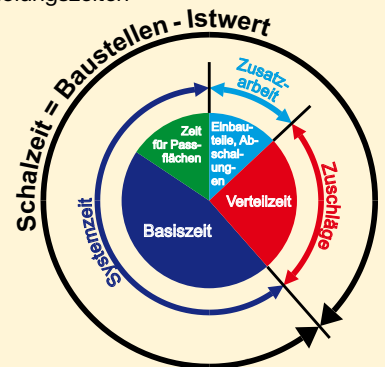 Schalzeit = Baustellen - Istwert
Zusatz-
arbeit
Zeit
für Pass-
flächen
Einbau-
teile, Ab-
schal-
ung-
en
Verteilzeit
Zuschläge
Basiszeit
Systemzeit